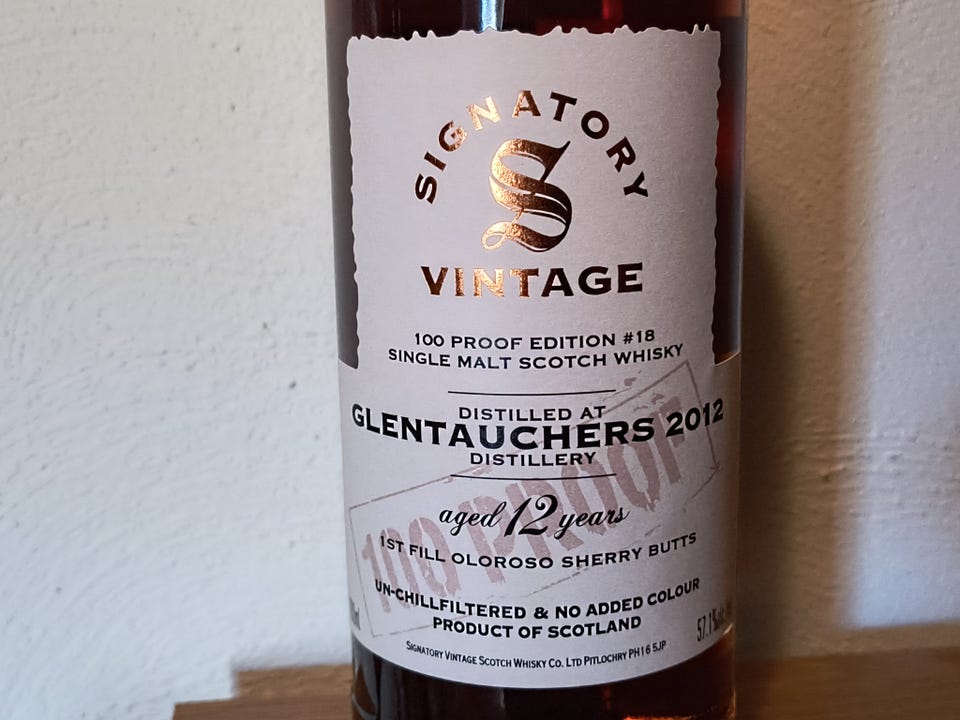 SIGNATORY
S
VINTAGE
100 PROOF EDITION #18
SINGLE MALT SCOTCH WHISKY
DISTILLED AT
GLENTAUCHERS 2012
DISTILLERY
100 PROOF
aged 12 years
1ST FILL OLOROSO SHERRY BUTTS
UN-CHILLFILTERED & NO ADDED COLOUR
PRODUCT OF SCOTLAND
57.1%
SIGNATORY VINTAGE SCOTCH WHISKY CO. LTD PITLOCHRY PH16 5JP